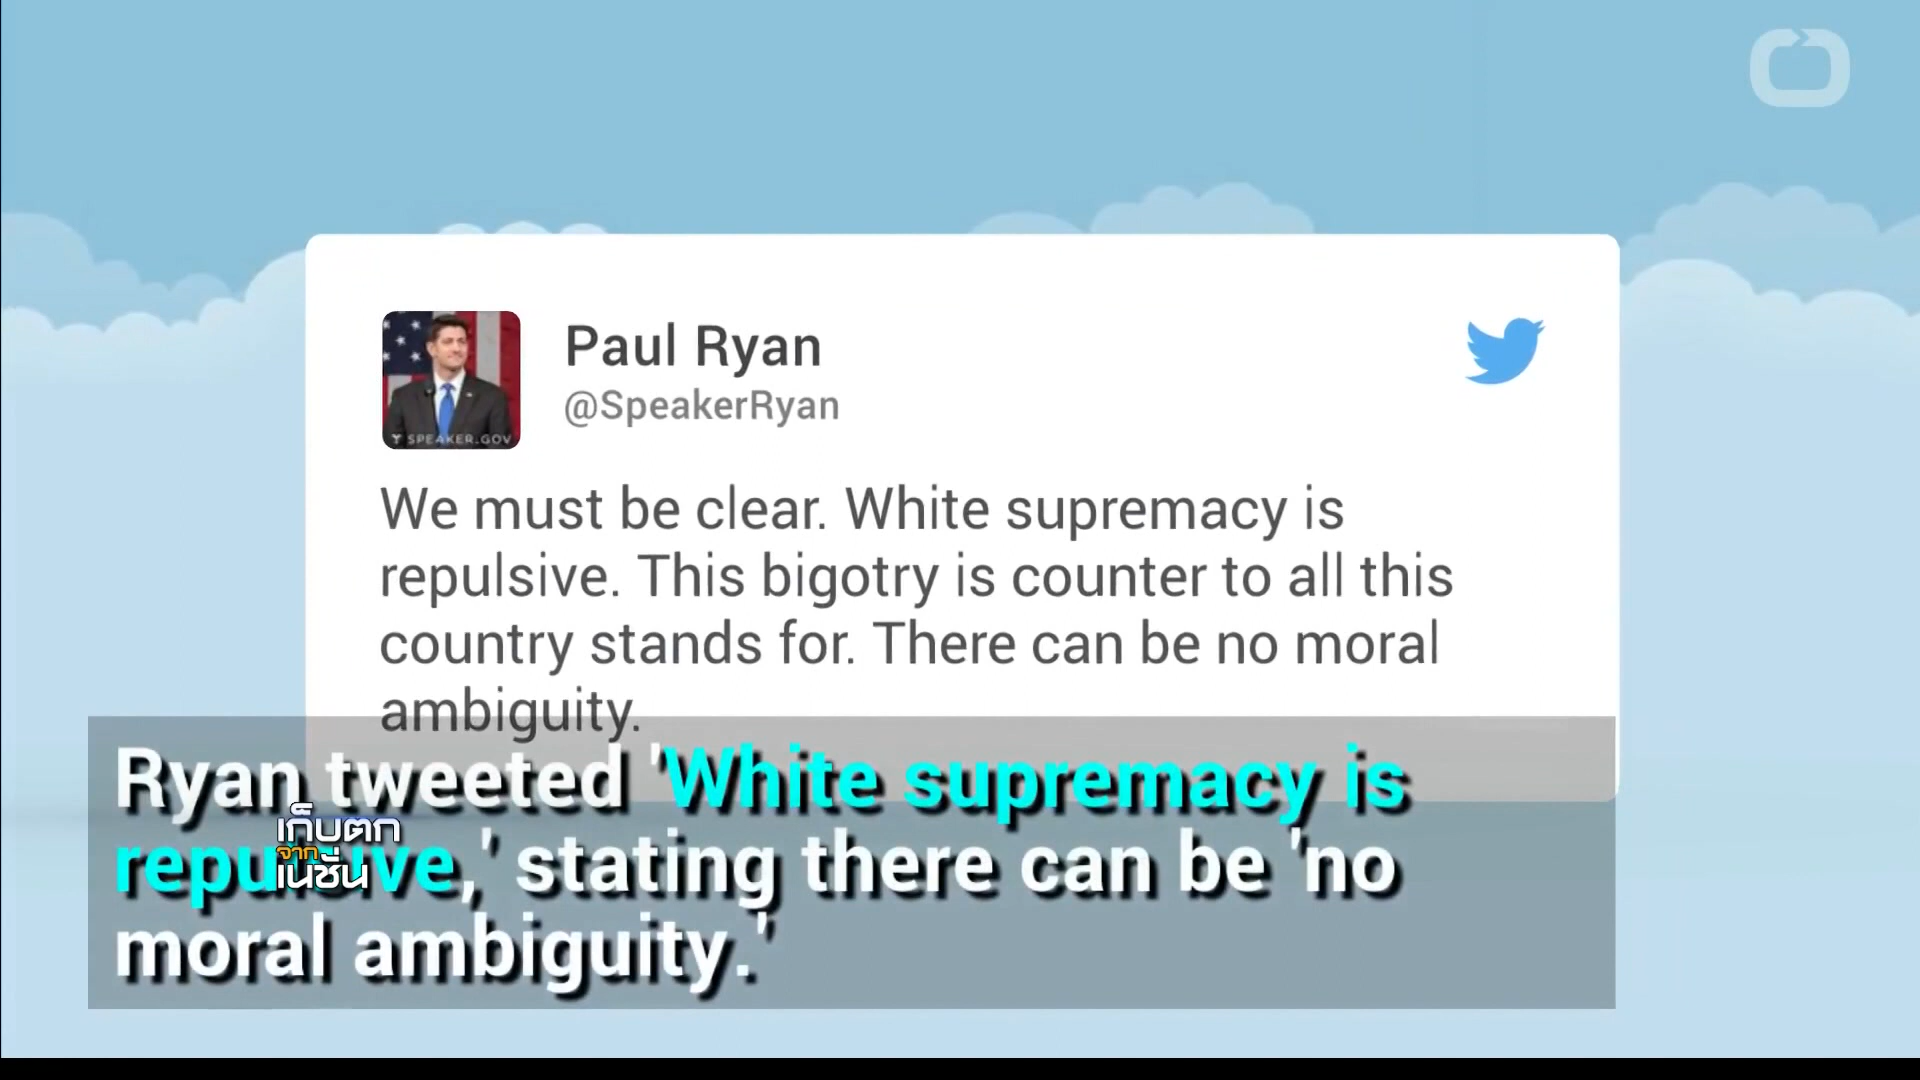 Paul Ryan
@SpeakerRyan
SPEAKER.GOV
We must be clear. White supremacy is
repulsive. This bigotry is counter to all this
country stands for. There can be no moral
ambiguity.
Ryan tweeted 'White supremacy is
repulsive,' stating there can be 'no
moral ambiguity.'
เก็บตก
จาก
เนชั่น